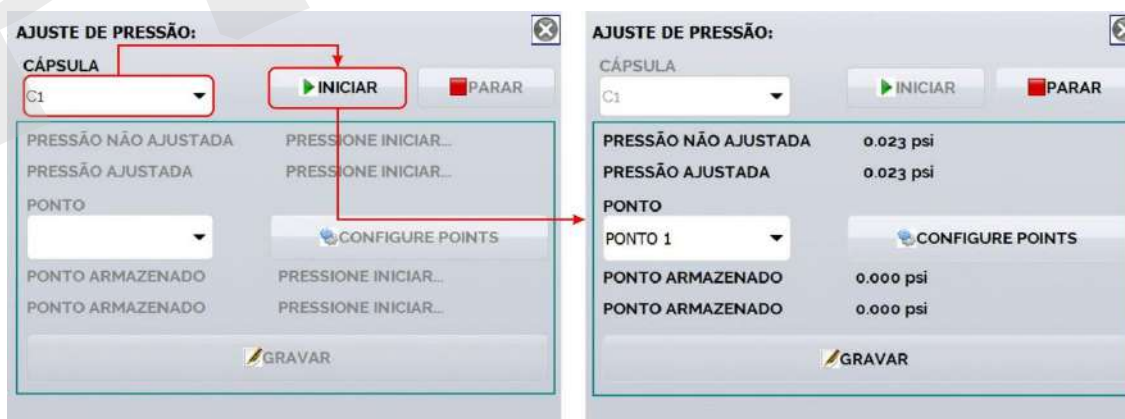 AJUSTE DE PRESSÃO:
CÁPSULA
C1
INICIAR
PARAR
PRESSÃO NÃO AJUSTADA PRESSIONE INICIAR...
PRESSÃO AJUSTADA PRESSIONE INICIAR...
PONTO
CONFIGURE POINTS
PONTO ARMAZENADO PRESSIONE INICIAR...
PONTO ARMAZENADO PRESSIONE INICIAR...
GRAVAR
AJUSTE DE PRESSÃO:
CÁPSULA
C1
INICIAR
PARAR
PRESSÃO NÃO AJUSTADA 0.023 psi
PRESSÃO AJUSTADA 0.023 psi
PONTO
PONTO 1
CONFIGURE POINTS
PONTO ARMAZENADO 0.000 psi
PONTO ARMAZENADO 0.000 psi
GRAVAR